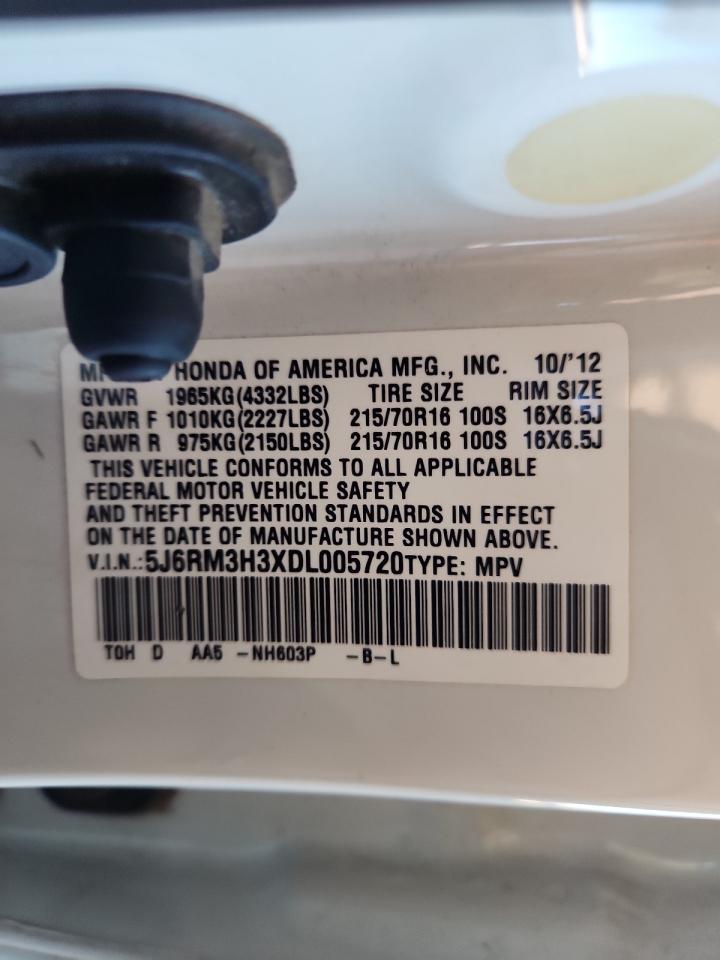 HONDA OF AMERICA MFG., INC. 10/'12
GVWR 1965KG(4332LBS) TIRE SIZE RIM SIZE
GAWR F 1010KG(2227LBS) 215/70R16 100S 16X6.5J
GAWR R 975KG(2150LBS) 215/70R16 100S 16X6.5J
THIS VEHICLE CONFORMS TO ALL APPLICABLE
FEDERAL MOTOR VEHICLE SAFETY
AND THEFT PREVENTION STANDARDS IN EFFECT
ON THE DATE OF MANUFACTURE SHOWN ABOVE.
V.I.N.:5J6RM3H3XDL005720TYPE: MPV
TOH D AA5 -NH603P -B-L